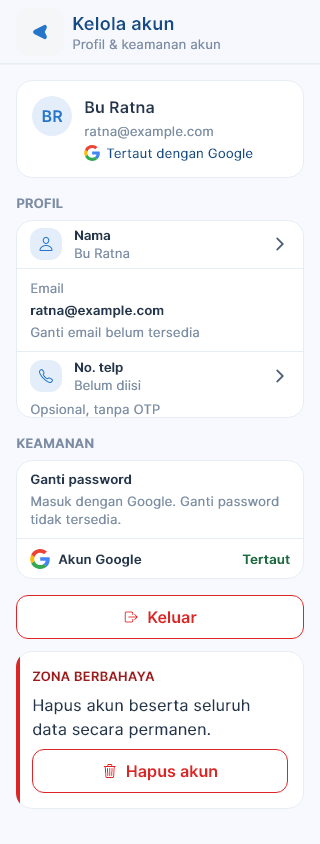 Kelola akun
Profil & keamanan akun
BR
Bu Ratna
ratna@example.com
Tertaut dengan Google
PROFIL
Nama
Bu Ratna
Email
ratna@example.com
Ganti email belum tersedia
No. telp
Belum diisi
Opsional, tanpa OTP
KEAMANAN
Ganti password
Masuk dengan Google. Ganti password
tidak tersedia.
Akun Google
Tertaut
Keluar
ZONA BERBAHAYA
Hapus akun beserta seluruh
data secara permanen.
Hapus akun